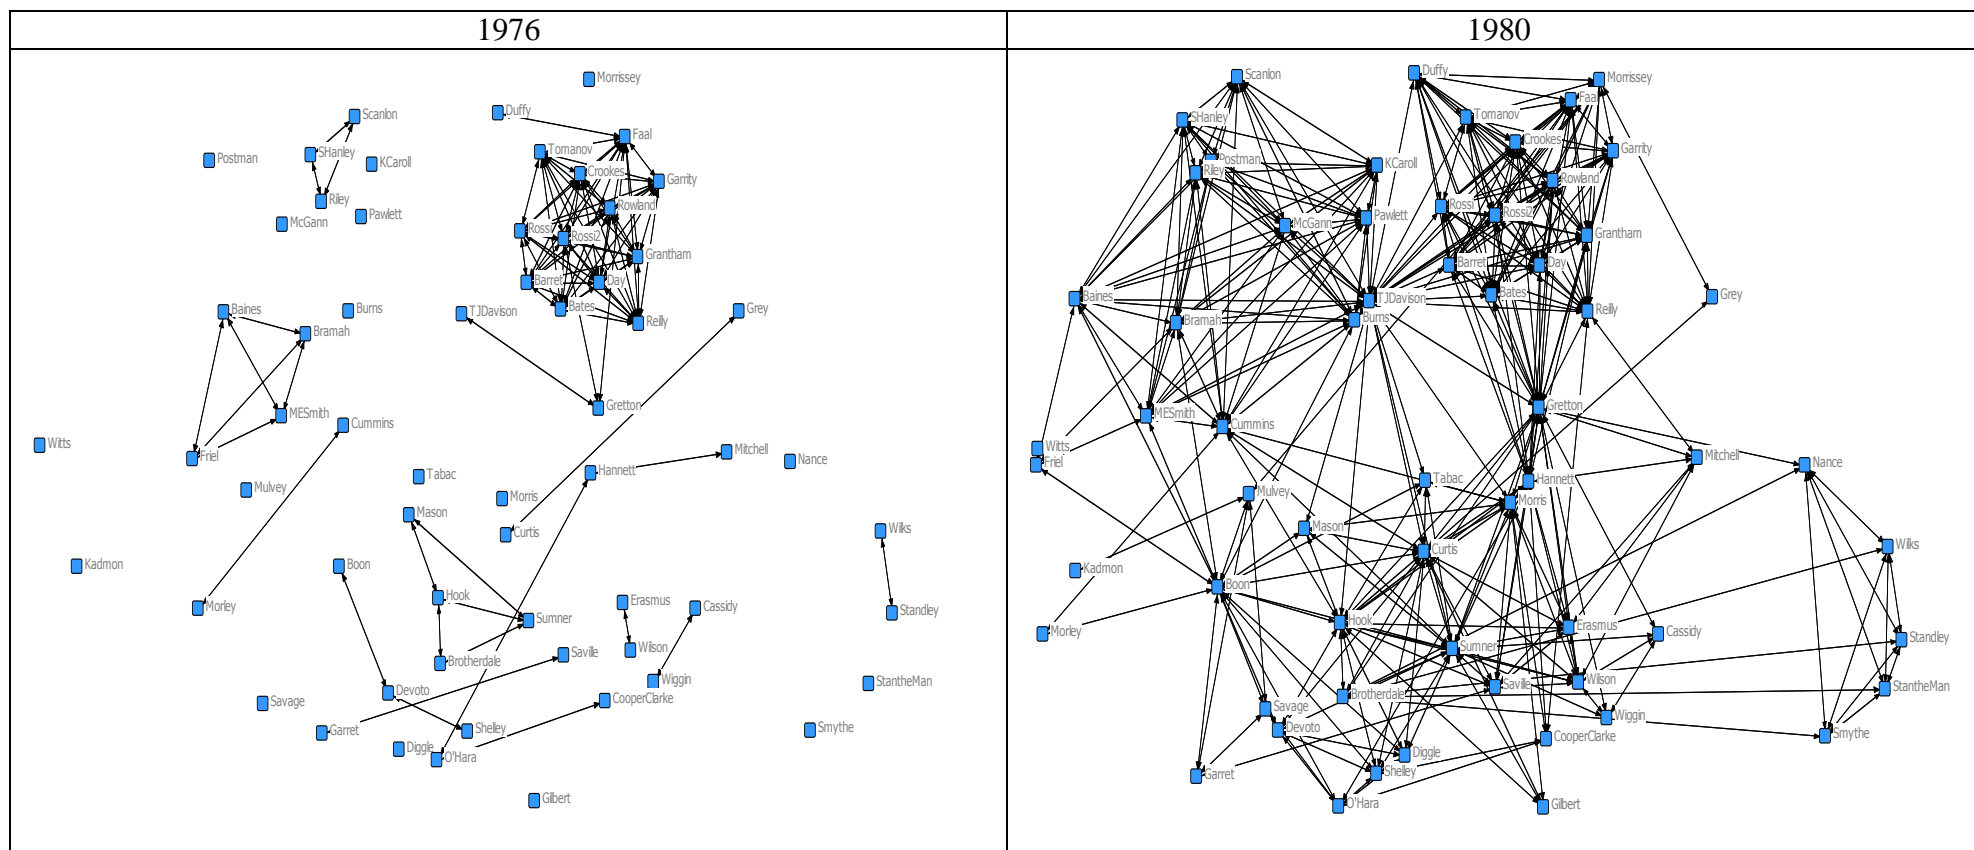 1976
1980
Morrissey
Duffy
Scanlon
Faal
Tomanov
SHanley
Postman
KCaroll
Crookes
Garrity
Riley
Rowland
Pawlett
McGann
Rossi
Rossi2
Grantham
Barret
Day
Baines
Burns
Bates
TJDavison
Grey
Reilly
Bramah
Gretton
MESmith
Cummins
Witts
Friel
Mitchell
Nance
Hannett
Tabac
Mulvey
Morris
Mason
Curtis
Wilks
Kadmon
Boon
Hook
Erasmus
Cassidy
Morley
Standley
Sumner
Wilson
Saville
Brotherdale
Wiggin
StantheMan
Devoto
CooperClarke
Savage
Shelley
Garret
Smythe
Diggle
O'Hara
Gilbert
Scanlon
Duffy
Morrissey
Faal
Tomanov
SHanley
Crookes
Garrity
Postman
KCaroll
Riley
Rowland
Rossi
Rossi2
Pawlett
McGann
Grantham
Barret
Day
Baines
Bates
Grey
TJDavison
Reilly
Burns
Bramah
Gretton
MESmith
Cummins
Witts
Mitchell
Friel
Nance
Tabac
Hannett
Mulvey
Morris
Mason
Wilks
Curtis
Kadmon
Boon
Hook
Erasmus
Morley
Cassidy
Standley
Sumner
Wilson
Saville
StantheMan
Brotherdale
Savage
Wiggin
Devoto
Smythe
CooperClarke
Diggle
Shelley
Garret
O'Hara
Gilbert